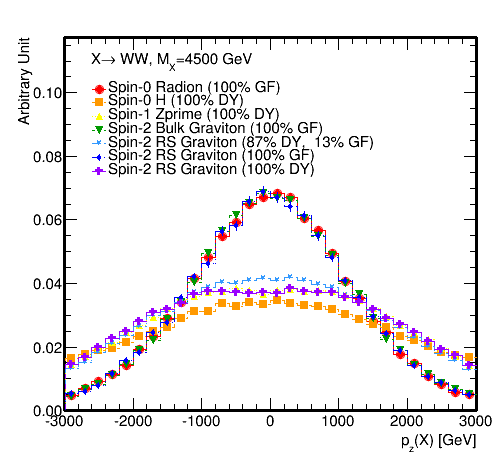 Arbitrary Unit
X→ WW, M_X=4500 GeV
Spin-0 Radion (100% GF)
Spin-0 H (100% DY)
Spin-1 Zprime (100% DY)
Spin-2 Bulk Graviton (100% GF)
Spin-2 RS Graviton (87% DY, 13% GF)
Spin-2 RS Graviton (100% GF)
Spin-2 RS Graviton (100% DY)
0.10
0.08
0.06
0.04
0.02
0.00
-3000 -2000 -1000 0 1000 2000 3000
p_z(X) [GeV]